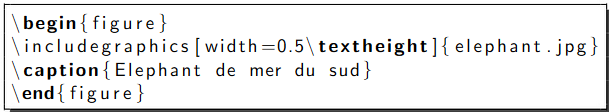 \begin{figure}
\includegraphics[width=0.5\textheight]{elephant.jpg}
\caption{Elephant de mer du sud}
\end{figure}